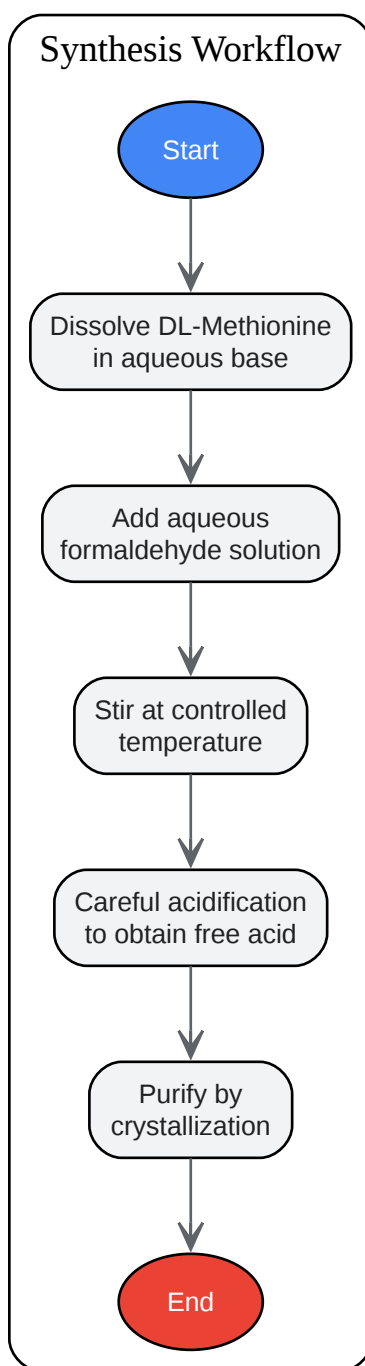 Synthesis Workflow
Start
Dissolve DL-Methionine
in aqueous base
Add aqueous
formaldehyde solution
Stir at controlled
temperature
Careful acidification
to obtain free acid
Purify by
crystallization
End